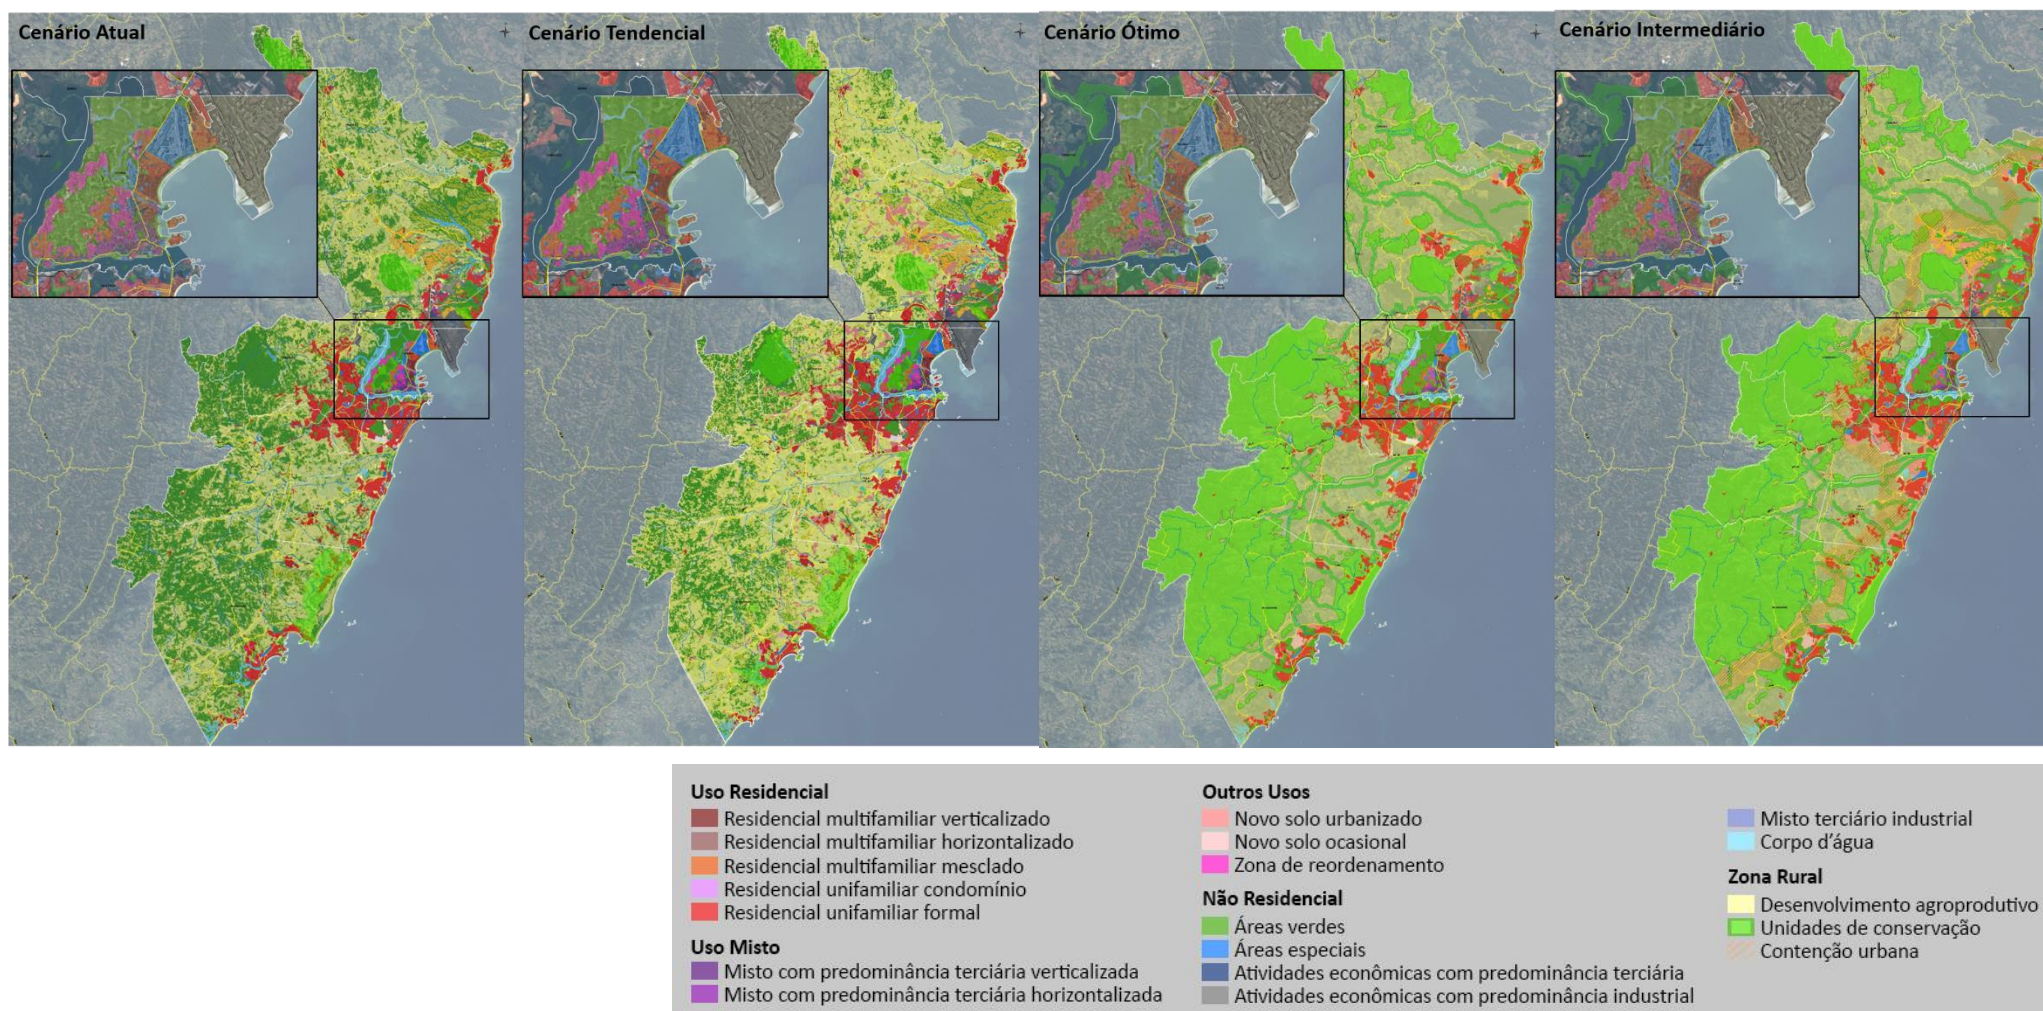 Cenário Atual
Cenário Tendencial
Cenário Ótimo
Cenário Intermediário
Uso Residencial
Residencial multifamiliar verticalizado
Residencial multifamiliar horizontalizado
Residencial multifamiliar mesclado
Residencial unifamiliar condomínio
Residencial unifamiliar formal
Uso Misto
Misto com predominância terciária verticalizada
Misto com predominância terciária horizontalizada
Outros Usos
Novo solo urbanizado
Novo solo ocasional
Zona de reordenamento
Não Residencial
Áreas verdes
Áreas especiais
Atividades econômicas com predominância terciária
Atividades econômicas com predominância industrial
Misto terciário industrial
Corpo d'água
Zona Rural
Desenvolvimento agroprodutivo
Unidades de conservação
Contenção urbana